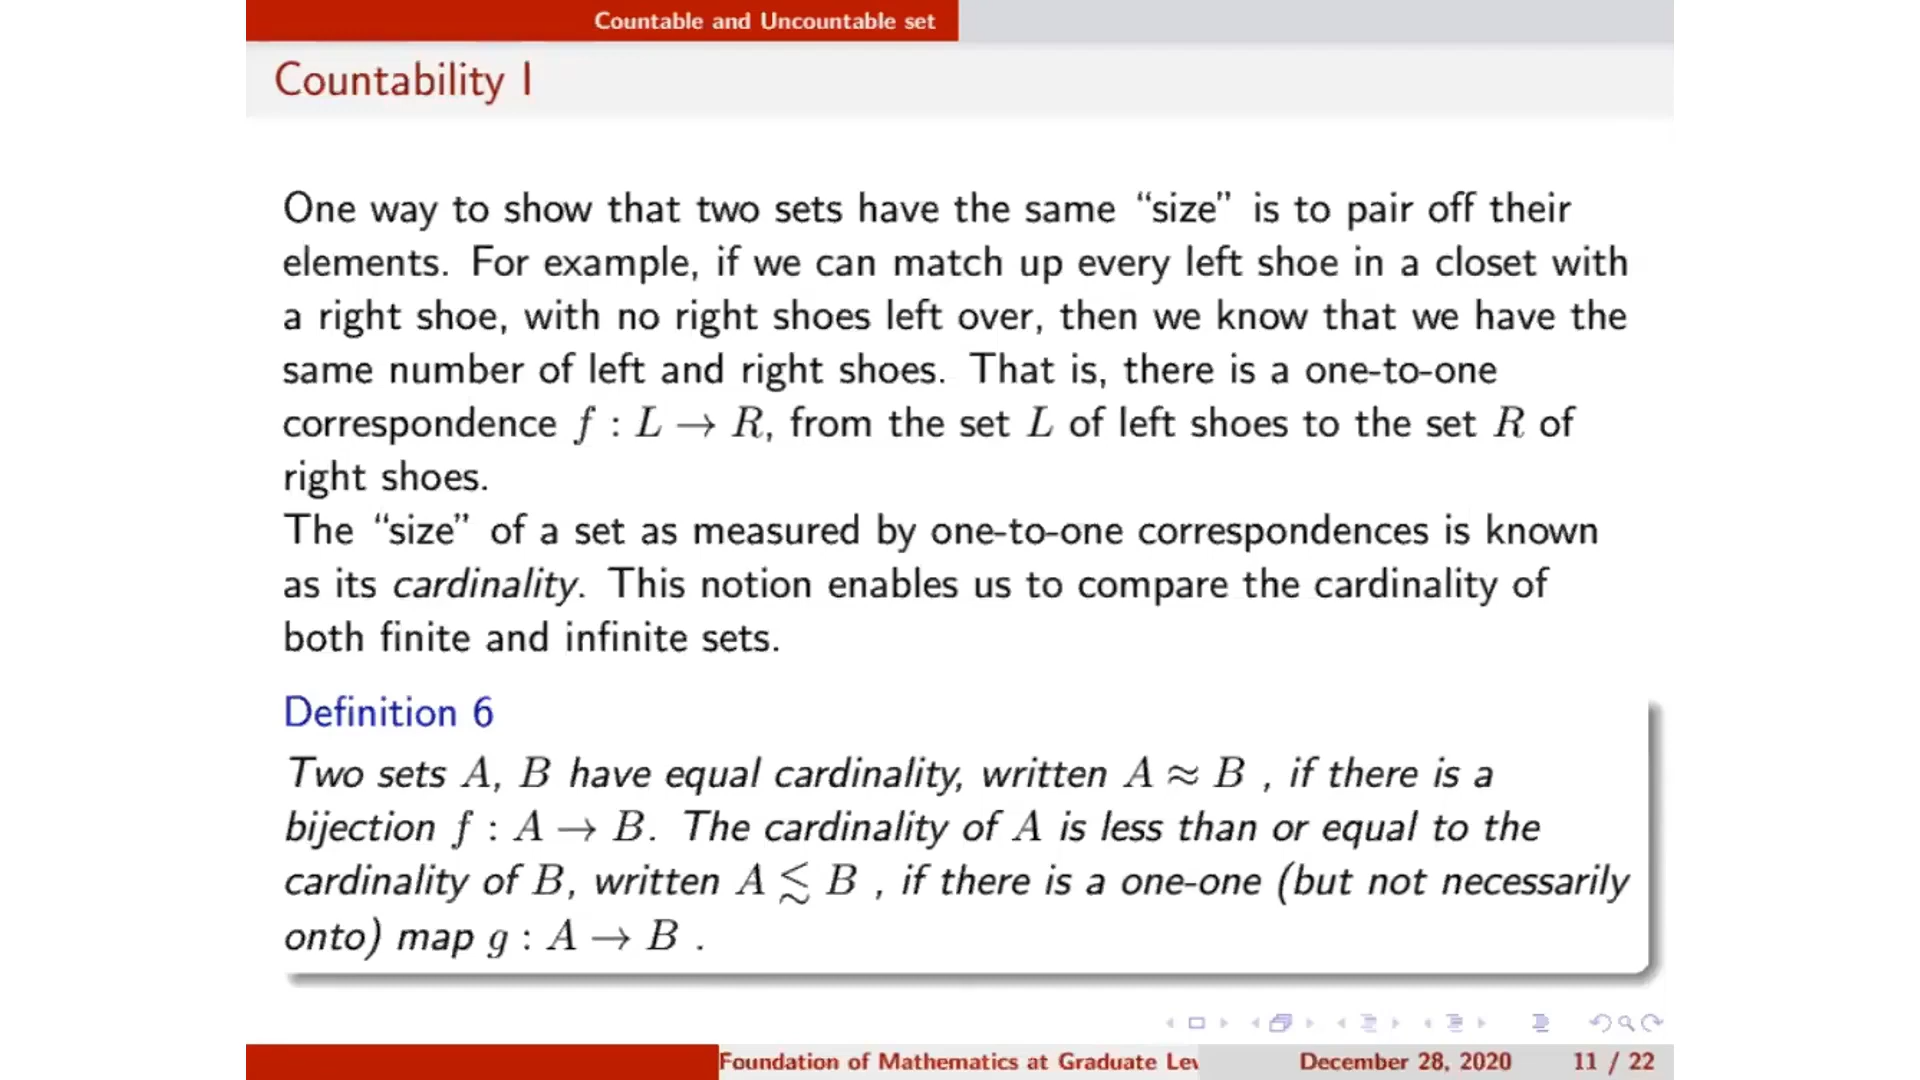 Countable and Uncountable set
Countability I
One way to show that two sets have the same “size” is to pair off their
elements. For example, if we can match up every left shoe in a closet with
a right shoe, with no right shoes left over, then we know that we have the
same number of left and right shoes. That is, there is a one-to-one
correspondence f : L → R, from the set L of left shoes to the set R of
right shoes.
The “size” of a set as measured by one-to-one correspondences is known
as its cardinality. This notion enables us to compare the cardinality of
both finite and infinite sets.
Definition 6
Two sets A, B have equal cardinality, written A ≈ B , if there is a
bijection f : A → B. The cardinality of A is less than or equal to the
cardinality of B, written A ⪅ B , if there is a one-one (but not necessarily
onto) map g : A → B .
Foundation of Mathematics at Graduate Lev December 28, 2020 11 / 22